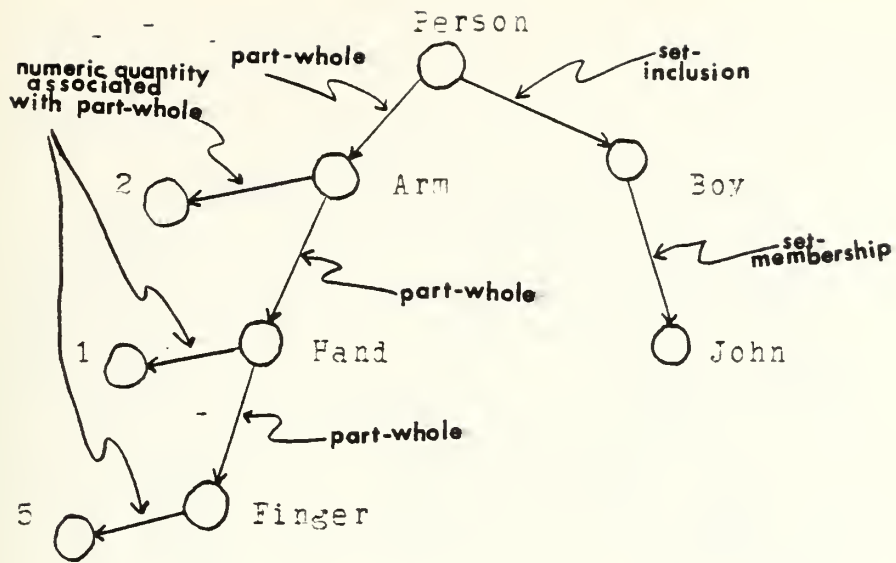 Person
part-whole
set-
inclusion
numeric quantity
associated
with part-whole
2
Arm
Boy
set-
membership
part-whole
1
Hand
John
part-whole
5
Finger